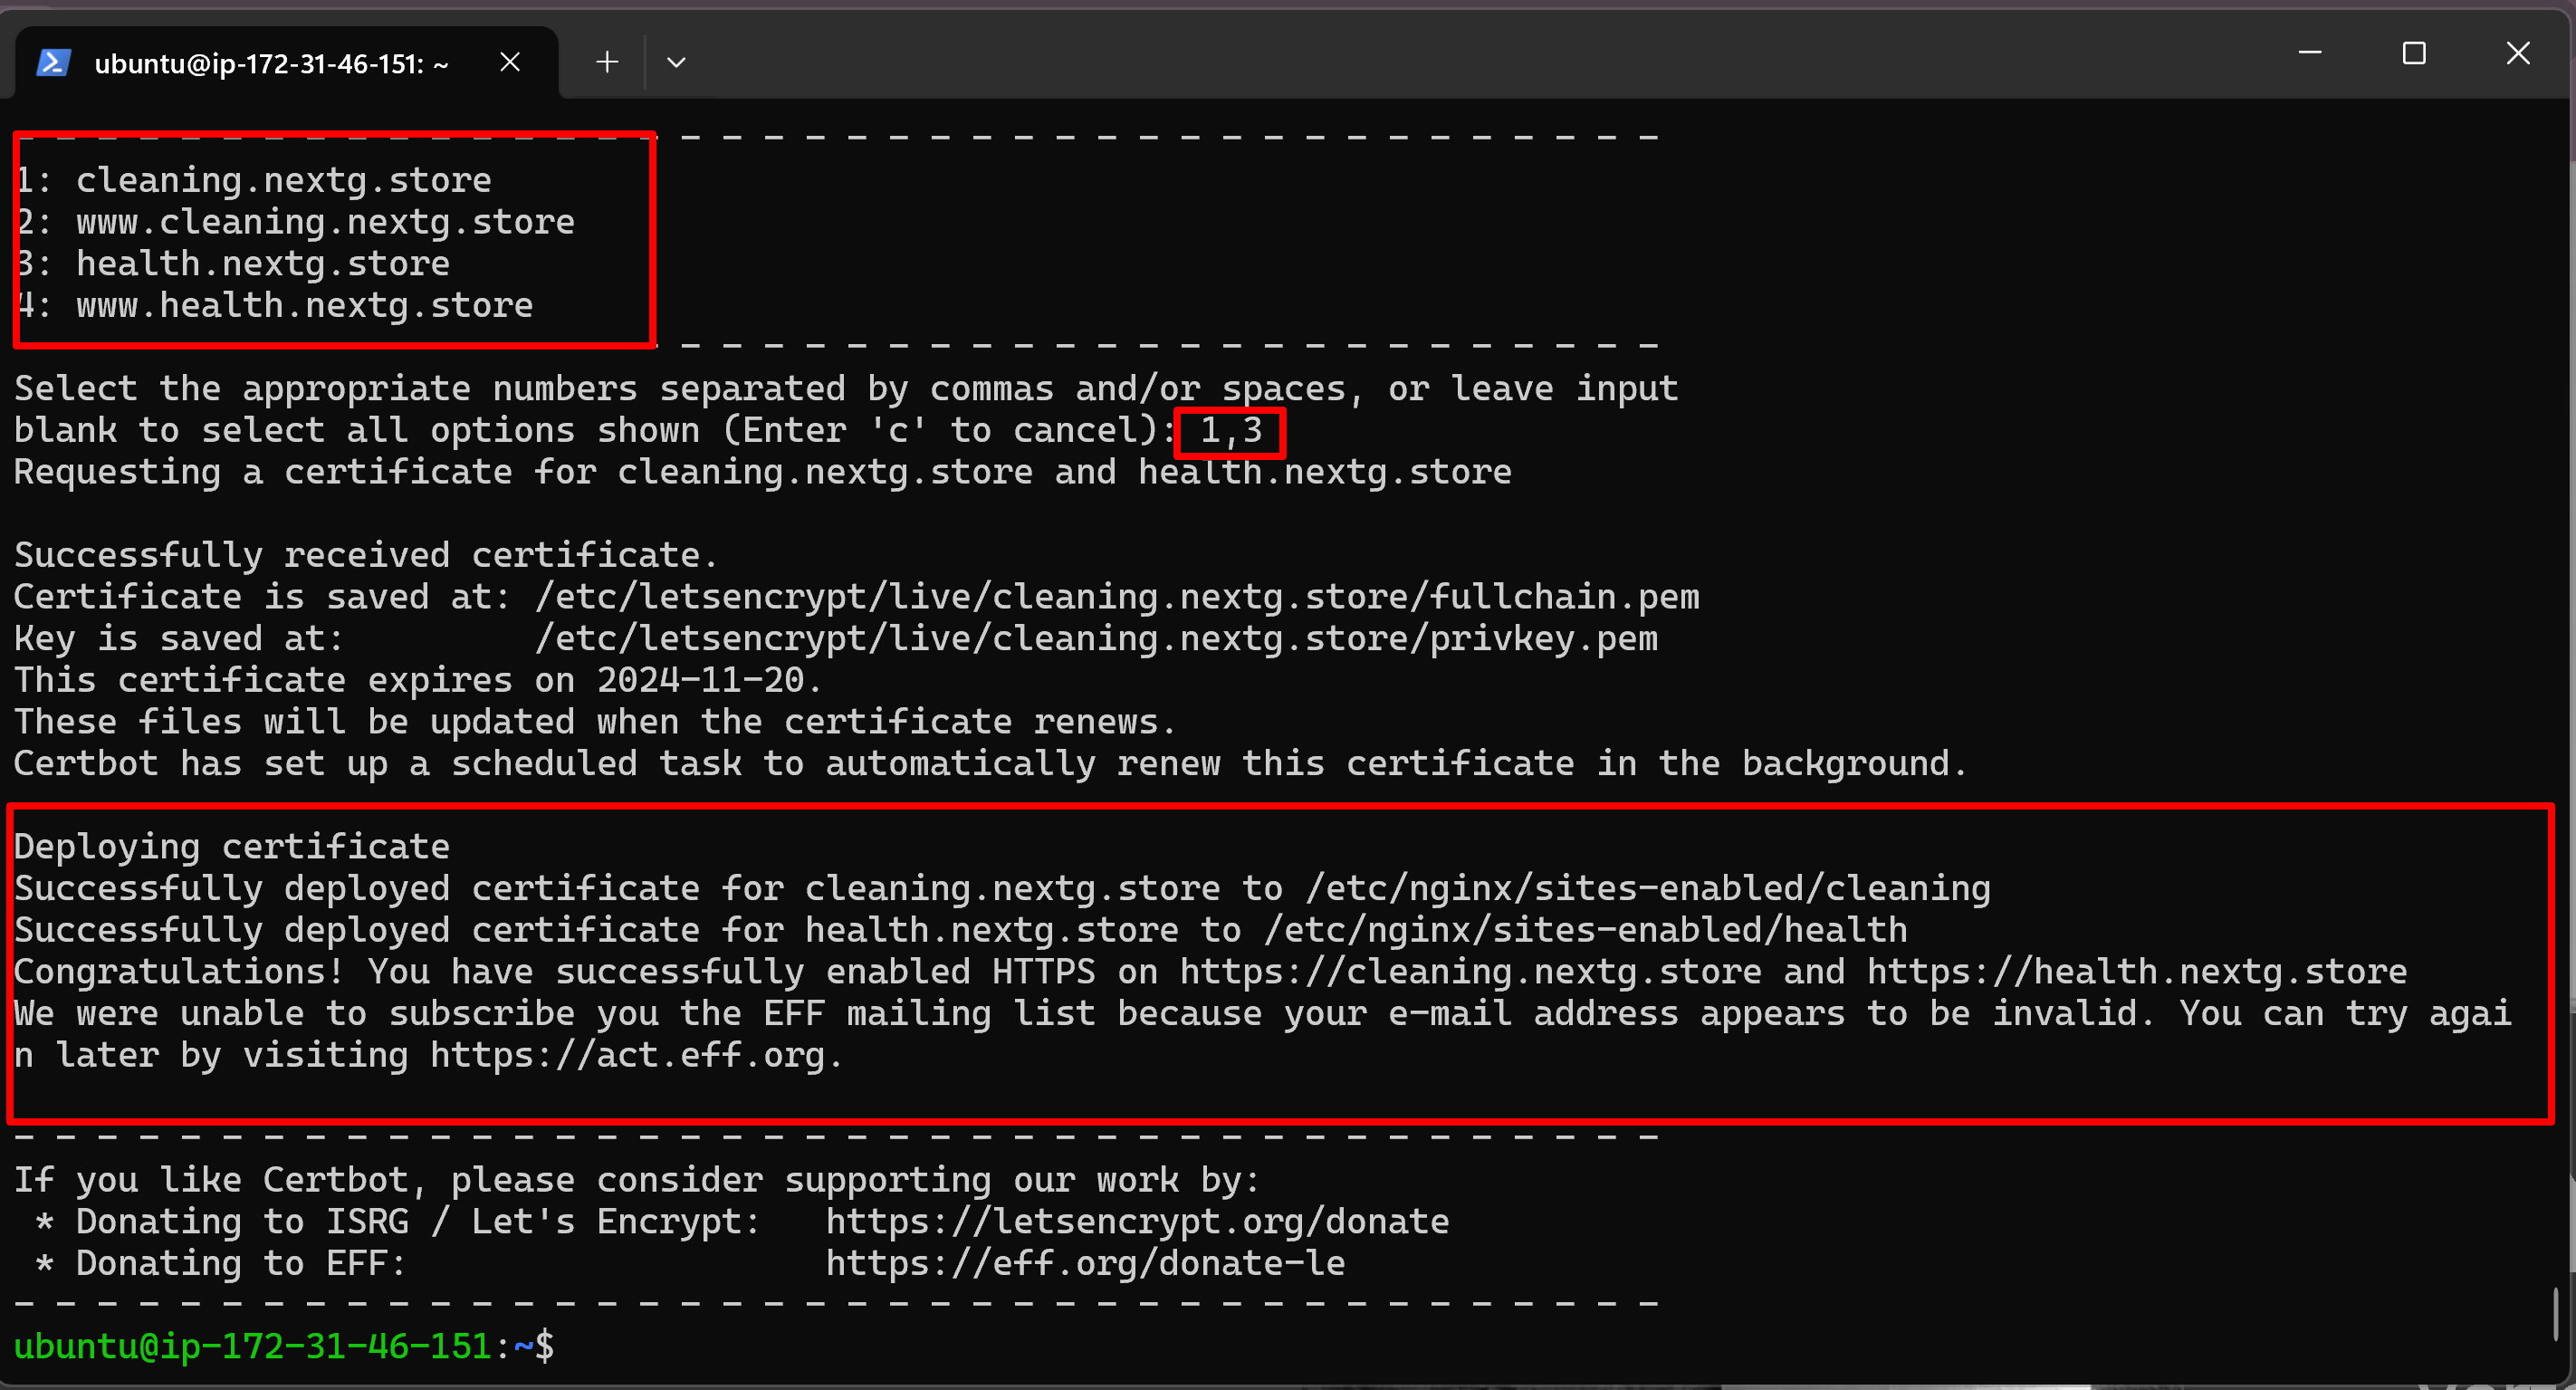 ubuntu@ip-172-31-46-151: ~
- - - - - - - - - - - - - - - - - - - - - - - - - - - - - - - - - - - - - - - -
1: cleaning.nextg.store
2: www.cleaning.nextg.store
3: health.nextg.store
4: www.health.nextg.store
- - - - - - - - - - - - - - - - - - - - - - - - - - - - - - - - - - - - - - - -
Select the appropriate numbers separated by commas and/or spaces, or leave input
blank to select all options shown (Enter 'c' to cancel): 1,3
Requesting a certificate for cleaning.nextg.store and health.nextg.store
Successfully received certificate.
Certificate is saved at: /etc/letsencrypt/live/cleaning.nextg.store/fullchain.pem
Key is saved at:         /etc/letsencrypt/live/cleaning.nextg.store/privkey.pem
This certificate expires on 2024-11-20.
These files will be updated when the certificate renews.
Certbot has set up a scheduled task to automatically renew this certificate in the background.
Deploying certificate
Successfully deployed certificate for cleaning.nextg.store to /etc/nginx/sites-enabled/cleaning
Successfully deployed certificate for health.nextg.store to /etc/nginx/sites-enabled/health
Congratulations! You have successfully enabled HTTPS on https://cleaning.nextg.store and https://health.nextg.store
We were unable to subscribe you the EFF mailing list because your e-mail address appears to be invalid. You can try agai
n later by visiting https://act.eff.org.
- - - - - - - - - - - - - - - - - - - - - - - - - - - - - - - - - - - - - - - -
If you like Certbot, please consider supporting our work by:
 * Donating to ISRG / Let's Encrypt:   https://letsencrypt.org/donate
 * Donating to EFF:                    https://eff.org/donate-le
- - - - - - - - - - - - - - - - - - - - - - - - - - - - - - - - - - - - - - - -
ubuntu@ip-172-31-46-151:~$